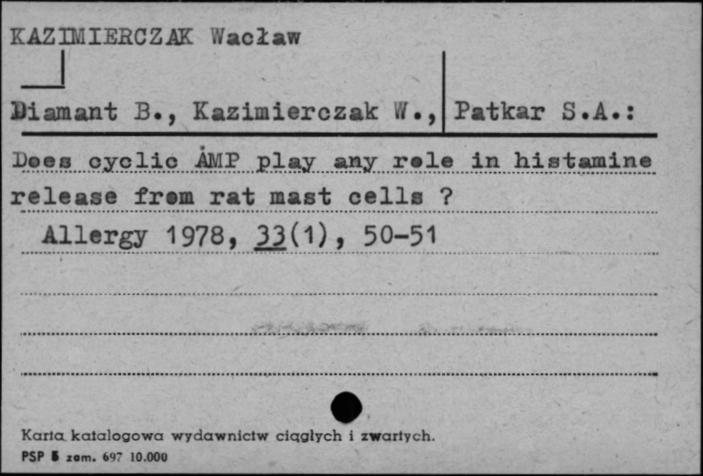 KAZIMIERCZAK Wacław
Diamant B., Kazimierczak W., Patkar S.A.:
Does cyclic AMP play any role in histamine
release from rat mast cells ?
Allergy 1978, 33(1), 50-51
Karta katalogowa wydawnictw ciągłych i zwartych.
PSP 5 zam. 697 10.000